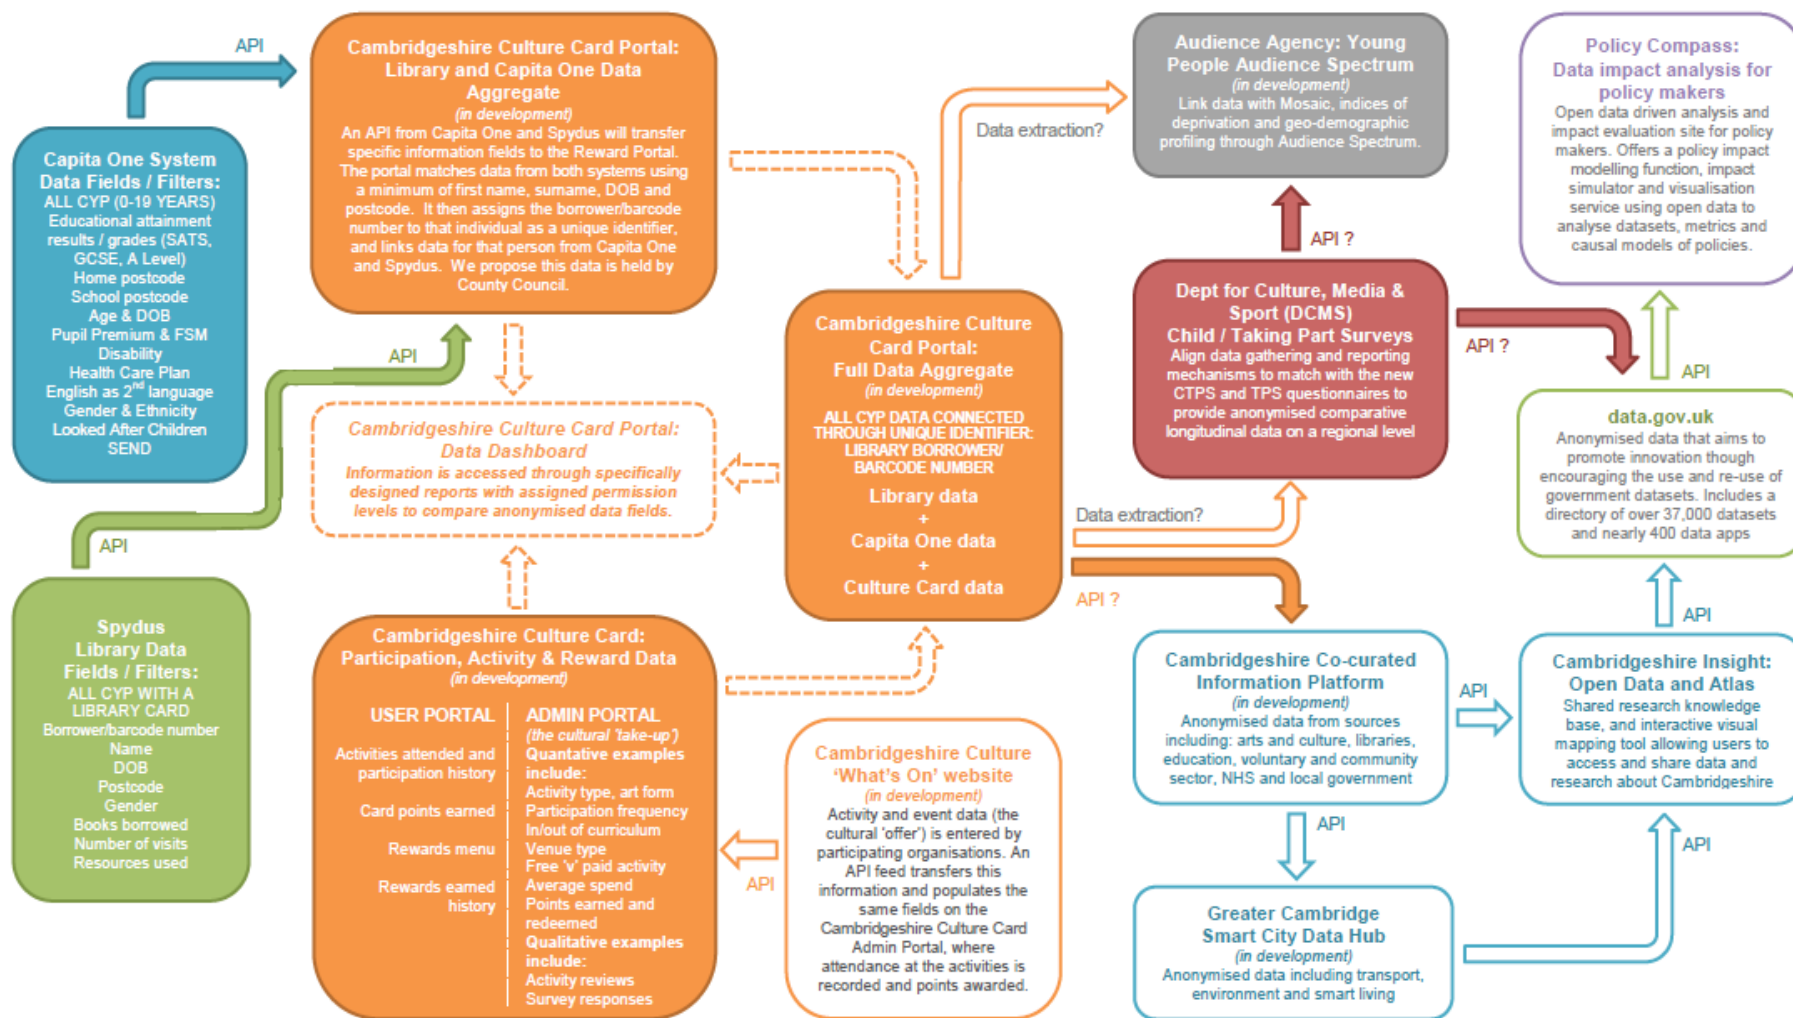 API
Cambridgeshire Culture Card Portal:
Library and Capita One Data
Aggregate
(in development)
An API from Capita One and Spydus will transfer
specific information fields to the Reward Portal.
The portal matches data from both systems using
a minimum of first name, surname, DOB and
postcode. It then assigns the borrower/barcode
number to that individual as a unique identifier,
and links data for that person from Capita One
and Spydus. We propose this data is held by
County Council.
Capita One System
Data Fields / Filters:
ALL CYP (0-19 YEARS)
Educational attainment
results / grades (SATS,
GCSE, A Level)
Home postcode
School postcode
Age & DOB
Pupil Premium & FSM
Disability
Health Care Plan
English as 2nd language
Gender & Ethnicity
Looked After Children
SEND
API
API
Spydus
Library Data
Fields / Filters:
ALL CYP WITH A
LIBRARY CARD
Borrower/barcode number
Name
DOB
Postcode
Gender
Books borrowed
Number of visits
Resources used
Cambridgeshire Culture Card Portal:
Data Dashboard
Information is accessed through specifically
designed reports with assigned permission
levels to compare anonymised data fields.
Cambridgeshire Culture Card:
Participation, Activity & Reward Data
(in development)
USER PORTAL
Activities attended and
participation history
Card points earned
Rewards menu
Rewards earned
history
ADMIN PORTAL
(the cultural 'take-up')
Quantative examples
include:
Activity type, art form
Participation frequency
In/out of curriculum
Venue type
Free 'v' paid activity
Average spend
Points earned and
redeemed
Qualitative examples
include:
Activity reviews
Survey responses
Cambridgeshire Culture
Card Portal:
Full Data Aggregate
(in development)
ALL CYP DATA CONNECTED
THROUGH UNIQUE IDENTIFIER:
LIBRARY BORROWER/
BARCODE NUMBER
Library data
+
Capita One data
+
Culture Card data
API
Cambridgeshire Culture
'What's On' website
(in development)
Activity and event data (the
cultural 'offer') is entered by
participating organisations. An
API feed transfers this
information and populates the
same fields on the
Cambridgeshire Culture Card
Admin Portal, where
attendance at the activities is
recorded and points awarded.
Data extraction?
Audience Agency: Young
People Audience Spectrum
(in development)
Link data with Mosaic, indices of
deprivation and geo-demographic
profiling through Audience Spectrum.
API ?
Dept for Culture, Media &
Sport (DCMS)
Child / Taking Part Surveys
Align data gathering and reporting
mechanisms to match with the new
CTPS and TPS questionnaires to
provide anonymised comparative
longitudinal data on a regional level
Data extraction?
API ?
Cambridgeshire Co-curated
Information Platform
(in development)
Anonymised data from sources
including: arts and culture, libraries,
education, voluntary and community
sector, NHS and local government
API
Greater Cambridge
Smart City Data Hub
(in development)
Anonymised data including transport,
environment and smart living
Policy Compass:
Data impact analysis for
policy makers
Open data driven analysis and
impact evaluation site for policy
makers. Offers a policy impact
modelling function, impact
simulator and visualisation
service using open data to
analyse datasets, metrics and
causal models of policies.
API ?
API
data.gov.uk
Anonymised data that aims to
promote innovation though
encouraging the use and re-use of
government datasets. Includes a
directory of over 37,000 datasets
and nearly 400 data apps
API
API
Cambridgeshire Insight:
Open Data and Atlas
Shared research knowledge
base, and interactive visual
mapping tool allowing users to
access and share data and
research about Cambridgeshire
API